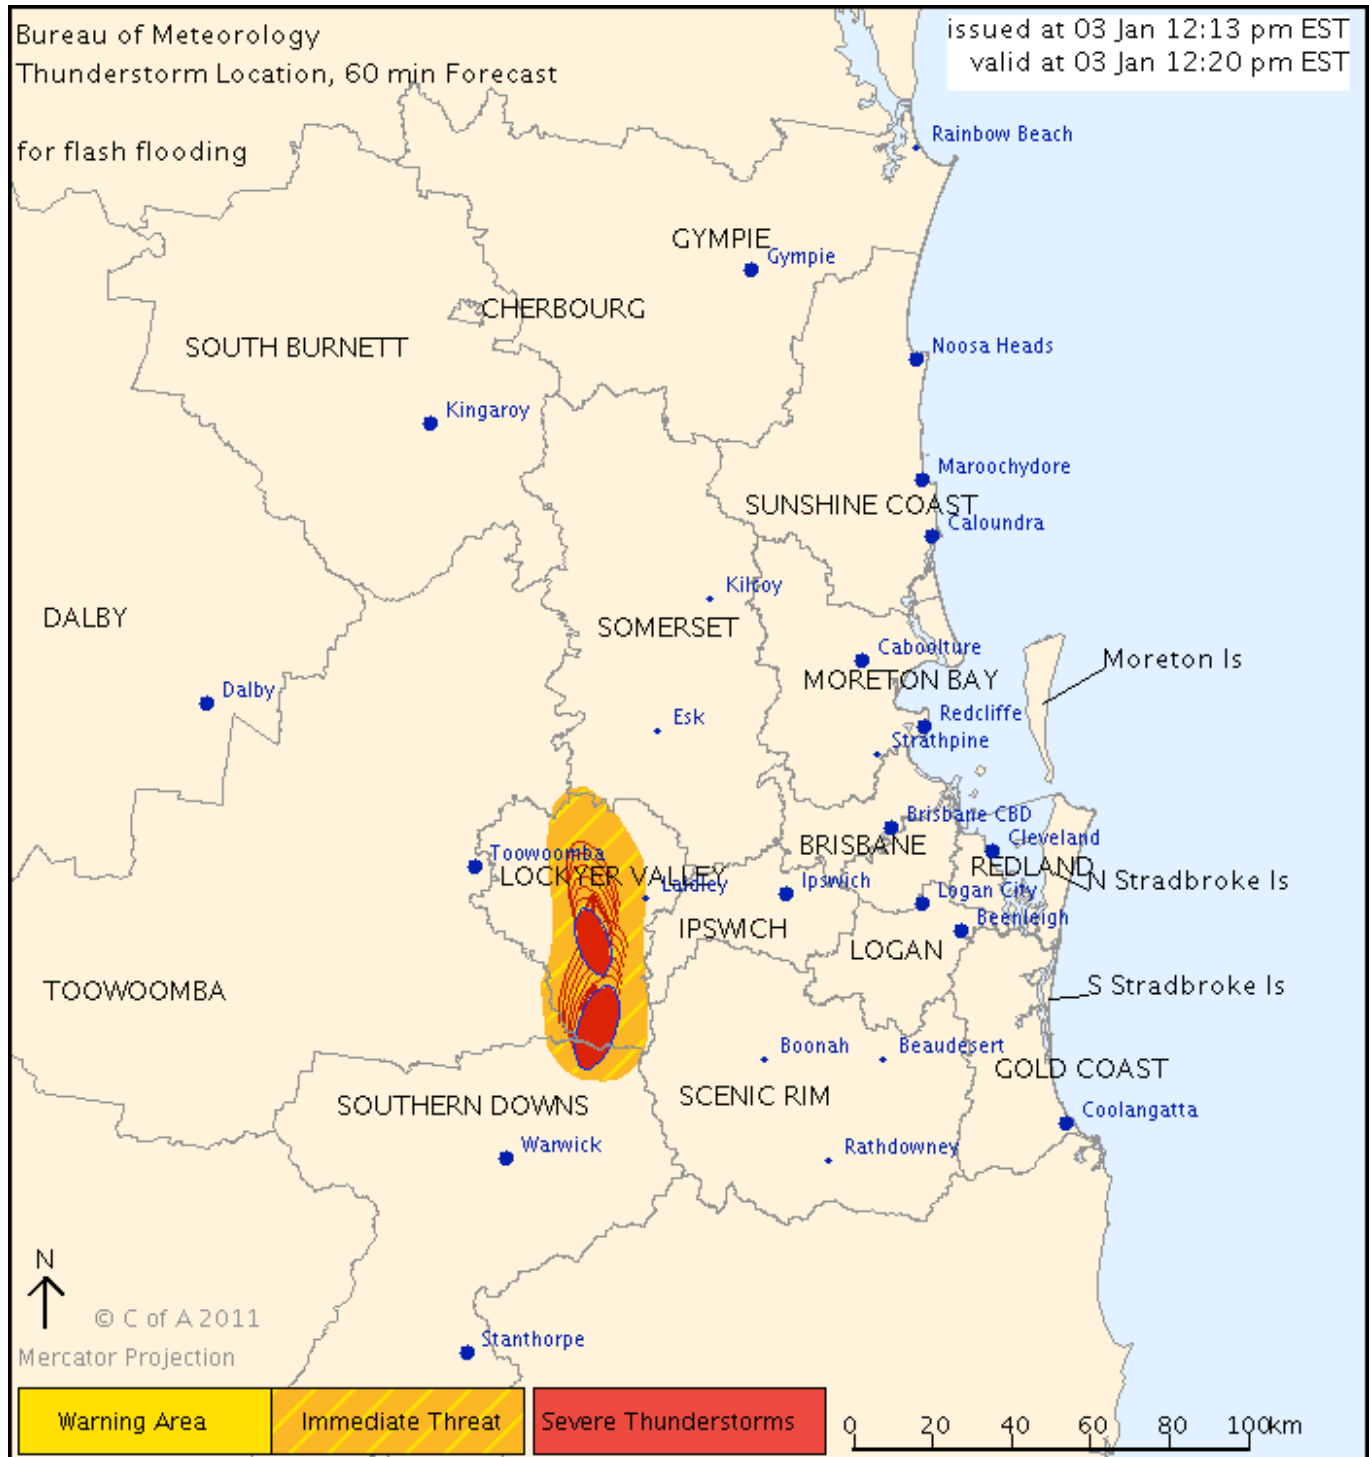 Bureau of Meteorology
Thunderstorm Location, 60 min Forecast
for flash flooding
issued at 03 Jan 12:13 pm EST
valid at 03 Jan 12:20 pm EST
Rainbow Beach
GYMPIE
Gympie
CHERBOURG
SOUTH BURNETT
Noosa Heads
Kingaroy
Maroochydore
SUNSHINE COAST
Caloundra
Kilcoy
DALBY
SOMERSET
Caboolture
Moreton Is
MORETON BAY
Dalby
Esk
Redcliffe
Strathpine
Brisbane CBD
BRISBANE
Cleveland
Toowoomba
LOCKYER VALLEY
REDLAND
Laidley
Ipswich
Logan City
N Stradbroke Is
Beenleigh
IPSWICH
LOGAN
TOOWOOMBA
S Stradbroke Is
Boonah
Beaudesert
GOLD COAST
SOUTHERN DOWNS
SCENIC RIM
Coolangatta
Warwick
Rathdowney
N
© C of A 2011
Stanthorpe
Mercator Projection
Warning Area
Immediate Threat
Severe Thunderstorms
0 20 40 60 80 100km